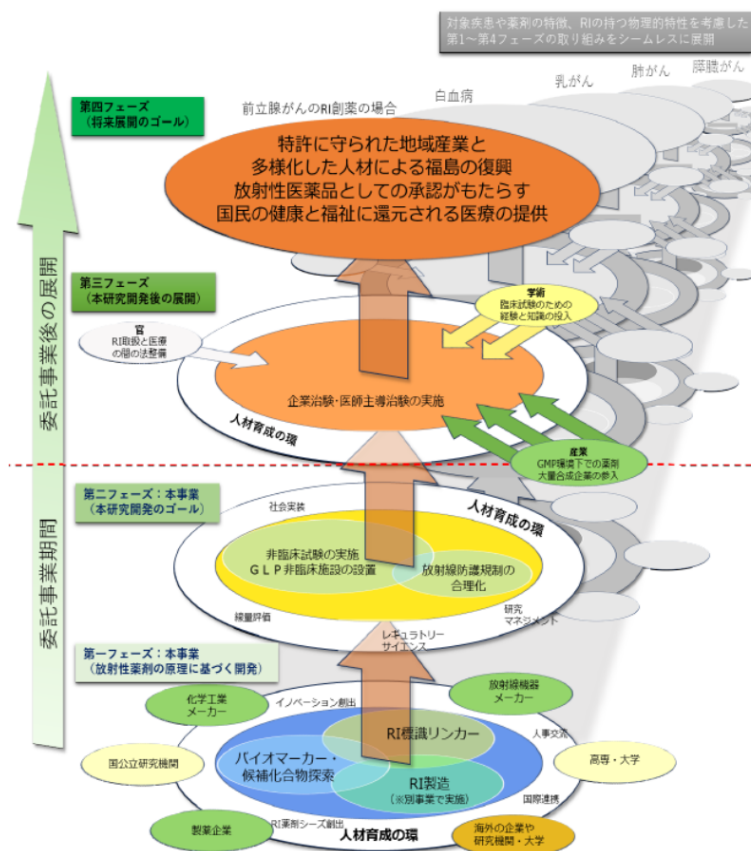 対象疾患や薬剤の特徴、RIの持つ物理的特性を考慮した
第1~第4フェーズの取り組みをシームレスに展開
膵臓がん
肺がん
乳がん
白血病
前立腺がんのRI創薬の場合
第四フェーズ
(将来展開のゴール)
特許に守られた地域産業と
多様化した人材による福島の復興
放射性医薬品としての承認がもたらす
国民の健康と福祉に還元される医療の提供
委託事業後の展開
第三フェーズ
(本研究開発後の展開)
学術
臨床試験のための
経験と知識の投入
官
RI取扱と医療
の間の法整備
企業治験・医師主導治験の実施
人材育成の環
産業
GMP環境下での薬剤
大量合成企業の参入
委託事業期間
第二フェーズ:本事業
(本研究開発のゴール)
社会実装
人材育成の環
非臨床試験の実施
GLP非臨床施設の設置
放射線防護規制の
合理化
線量評価
研究
マネジメント
レギュラトリー
サイエンス
第一フェーズ:本事業
(放射性薬剤の原理に基づく開発)
化学工業
メーカー
イノベーション創出
放射線機器
メーカー
RI標識リンカー
人事交流
国公立研究機関
バイオマーカー・
候補化合物探索
高専・大学
RI製造
(※別事業で実施)
国際連携
製薬企業
RI薬剤シーズ創出
人材育成の環
海外の企業や
研究機関・大学